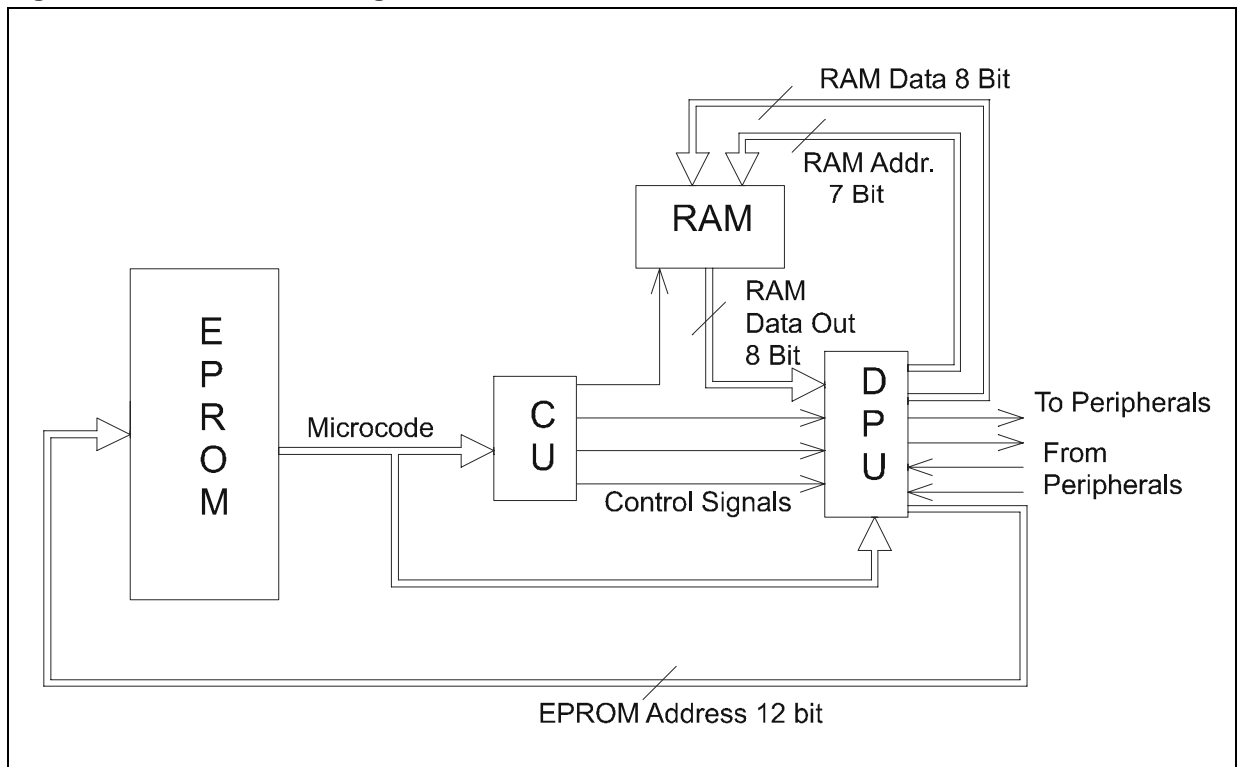 RAM Data 8 Bit
RAM Addr.
7 Bit
RAM
RAM
Data Out
8 Bit
E
P
R
O
M
Microcode
C
U
D
P
U
To Peripherals
From
Peripherals
Control Signals
EPROM Address 12 bit